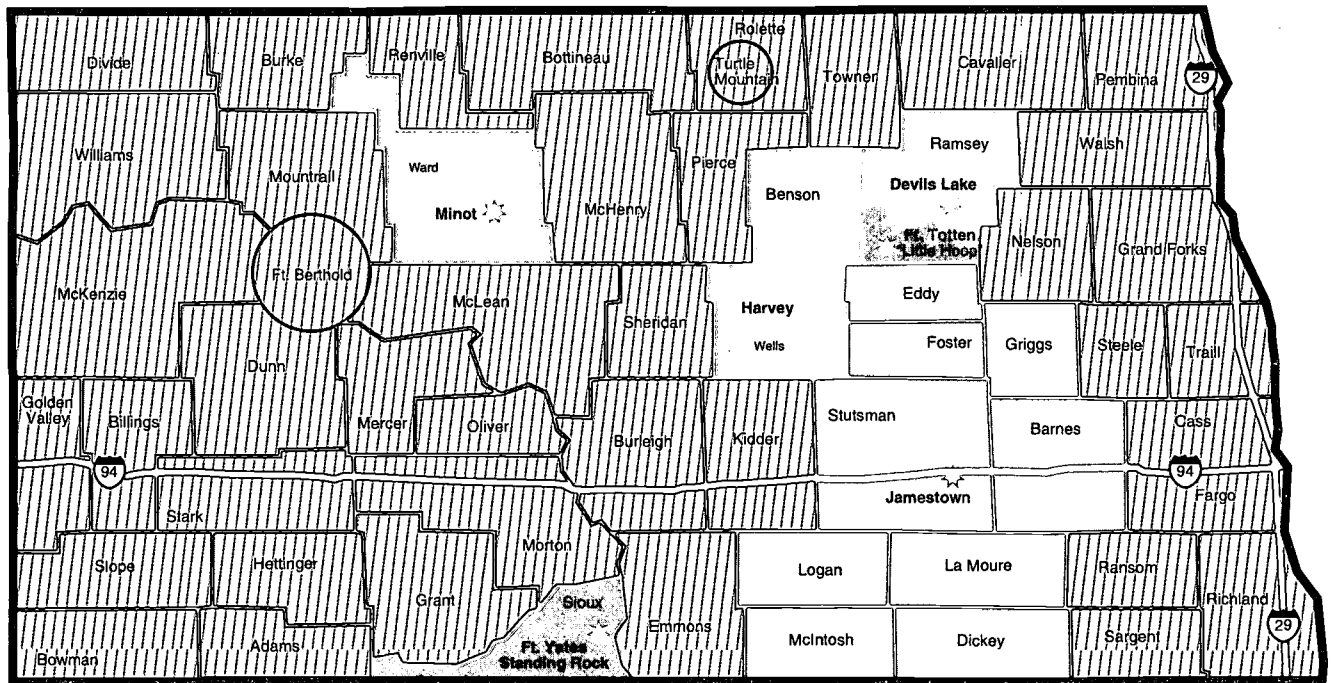 Divide
Burke
Renville
Bottineau
Rolette
Turtle
Mountain
Towner
Cavalier
Pembina
29
Williams
Mountrail
Ward
Minot
McHenry
Pierce
Benson
Ramsey
Devils Lake
Walsh
Ft. Totten
"Little Hoop"
Nelson
Grand Forks
McKenzie
Ft. Berthold
McLean
Sheridan
Harvey
Wells
Eddy
Foster
Griggs
Steele
Traill
Dunn
Golden
Valley
Billings
Mercer
Oliver
Burleigh
Kidder
Stutsman
Barnes
Cass
94
94
Jamestown
Fargo
Stark
Morton
Slope
Hettinger
Grant
Sioux
Logan
La Moure
Ransom
Richland
Emmons
McIntosh
Dickey
Sargent
29
Bowman
Adams
Ft. Yates
Standing Rock